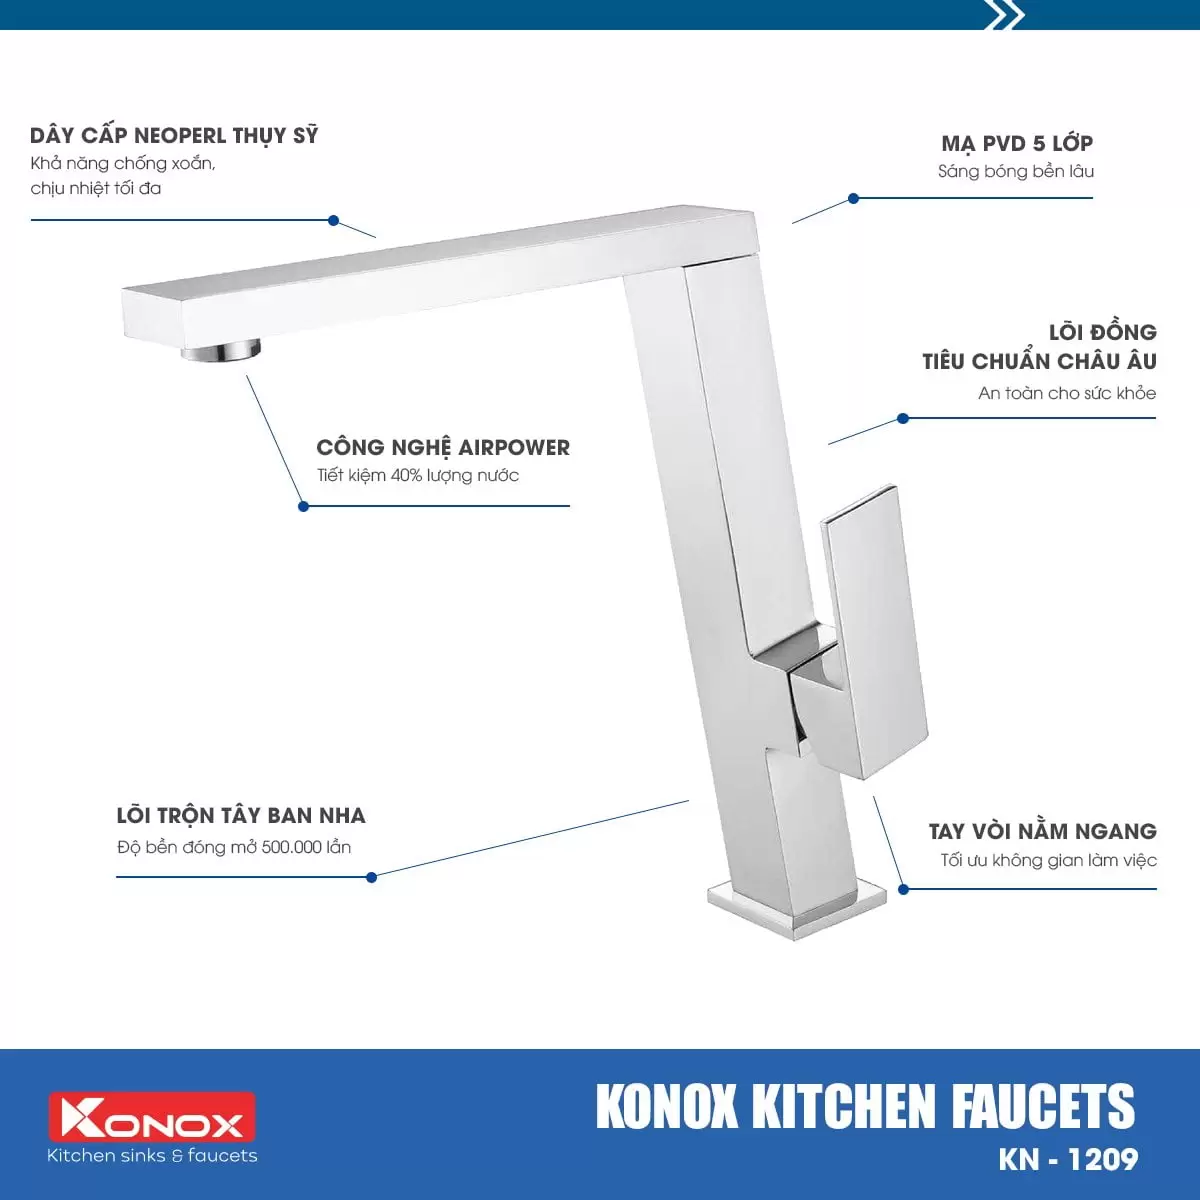 DÂY CẤP NEOPERL THỤY SỸ
Khả năng chống xoắn,
chịu nhiệt tối đa
MẠ PVD 5 LỚP
Sáng bóng bền lâu
LÕI ĐỒNG
TIÊU CHUẨN CHÂU ÂU
An toàn cho sức khỏe
CÔNG NGHỆ AIRPOWER
Tiết kiệm 40% lượng nước
LÕI TRỘN TÂY BAN NHA
Độ bền đóng mở 500.000 lần
TAY VÒI NẰM NGANG
Tối ưu không gian làm việc
KONOX
Kitchen sinks & faucets
KONOX KITCHEN FAUCETS
KN - 1209